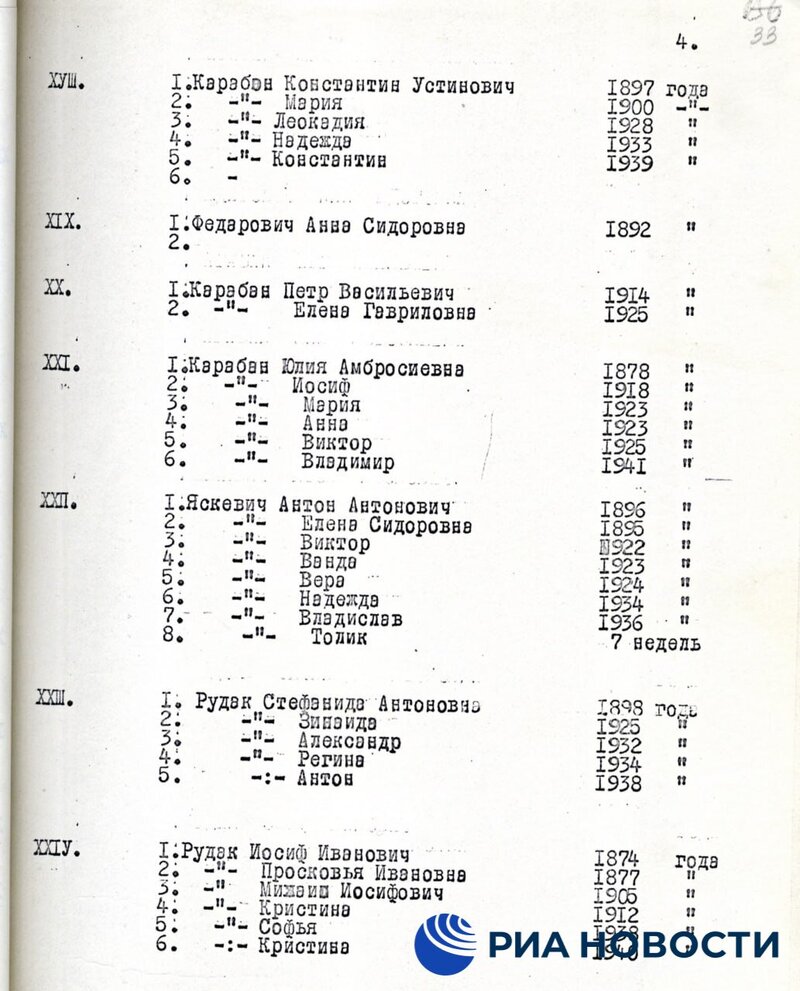 33
4.
ХУШ. I.Карабан Константин Устинович 1897 года
2. -"- Мария 1900 -"-
3. -"- Леокадия 1928 "
4. -"- Надежда 1933 "
5. -"- Константин 1939 "
6. -
XIX. I.Федарович Анна Сидоровна 1892 "
2.
XX. I.Карабан Петр Васильевич 1914 "
2. -"- Елена Гавриловна 1925 "
XXI. I.Карабан Юлия Амбросиевна 1878 "
2. -"- Иосиф 1918 "
3. -"- Мария 1923 "
4. -"- Анна 1923 "
5. -"- Виктор 1925 "
6. -"- Владимир 1941 "
XXП. I.Яскевич Антон Антонович 1896 "
2. -"- Елена Сидоровна 1895 "
3. -"- Виктор 1922 "
4. -"- Ванда 1923 "
5. -"- Вера 1924 "
6. -"- Надежда 1934 "
7. -"- Владислав 1936 "
8. -"- Толик 7 недель
XXШ. I. Рудак Стефанида Антоновна 1898 года
2. -"- Зинаида 1925 "
3. -"- Александр 1932 "
4. -"- Регина 1934 "
5. -:- Антон 1938 "
XXIУ. I.Рудак Иосиф Иванович 1874 года
2. -"- Просковья Ивановна 1877 "
3. -" Михаил Иосифович 1905 "
4. -"- Кристина 1912 "
5. -"- Софья
6. -:- Кристина
РИА НОВОСТИ